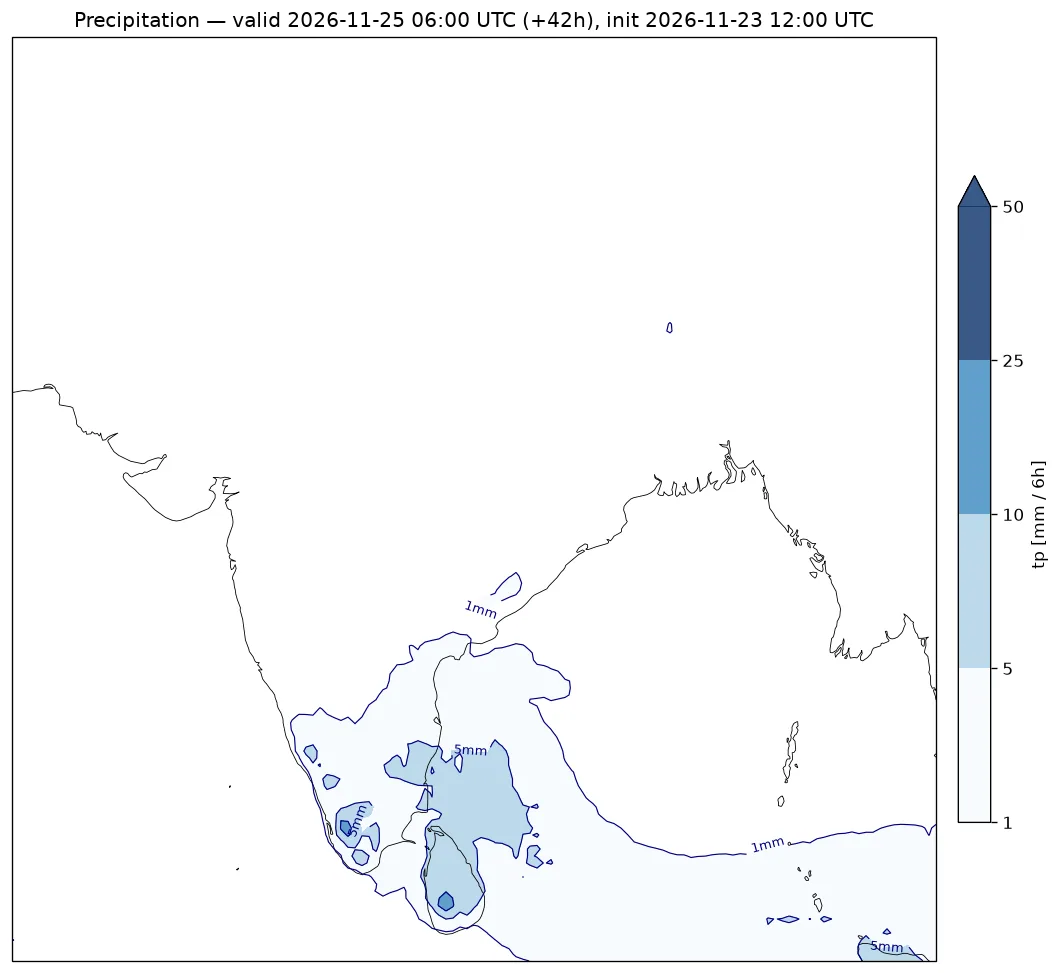 Precipitation — valid 2026-11-25 06:00 UTC (+42h), init 2026-11-23 12:00 UTC
50
25
10
5
1
tp [mm / 6h]
1mm
5mm
5mm
1mm
5mm